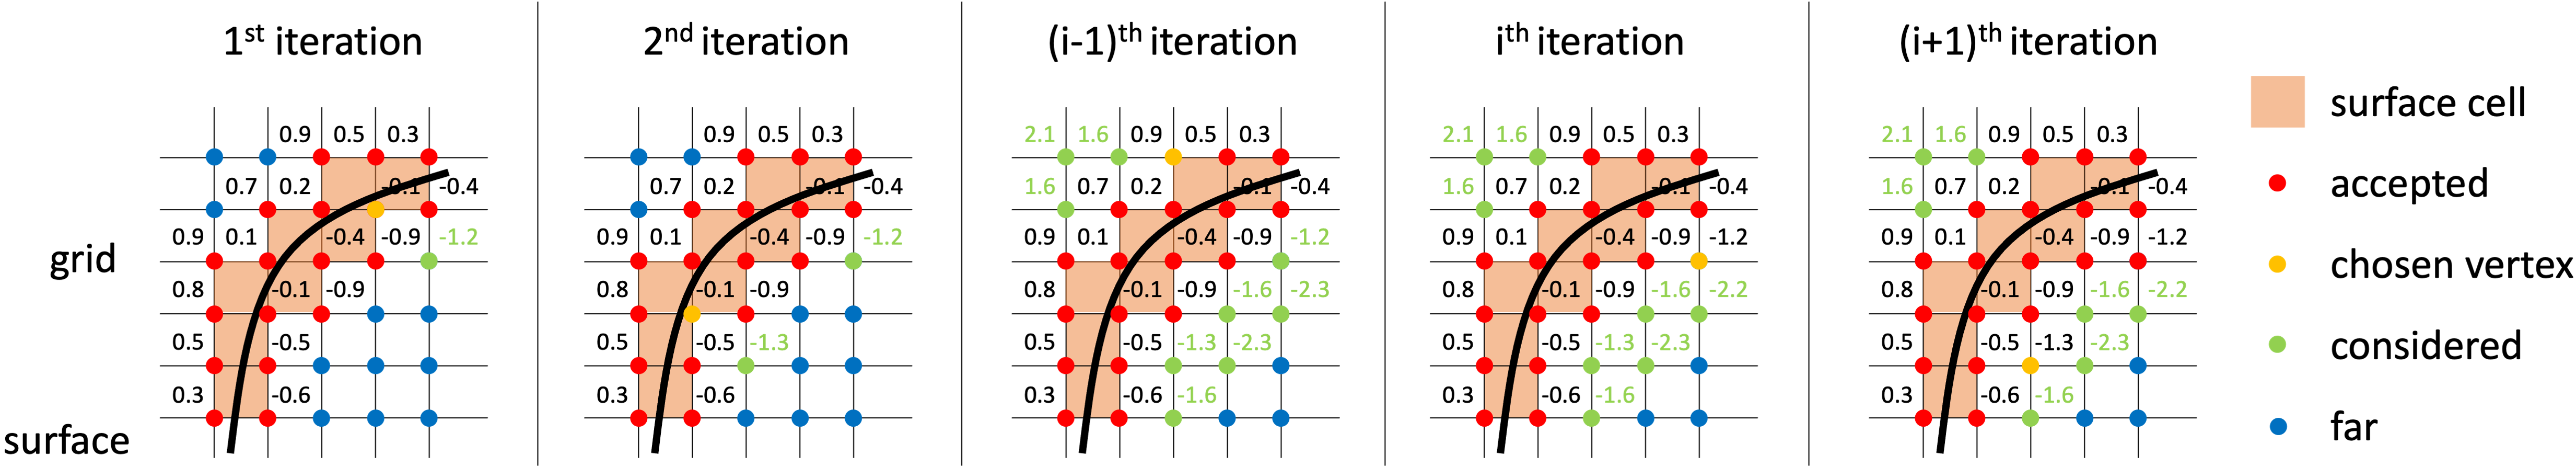 1st iteration
2nd iteration
(i-1)th iteration
ith iteration
(i+1)th iteration
grid
surface
0.9 0.5 0.3
0.7 0.2 -0.1 -0.4
0.9 0.1 -0.4 -0.9 -1.2
0.8 -0.1 -0.9
0.5 -0.5
0.3 -0.6
0.9 0.5 0.3
0.7 0.2 -0.1 -0.4
0.9 0.1 -0.4 -0.9 -1.2
0.8 -0.1 -0.9
0.5 -0.5 -1.3
0.3 -0.6
2.1 1.6 0.9 0.5 0.3
1.6 0.7 0.2 -0.1 -0.4
0.9 0.1 -0.4 -0.9 -1.2
0.8 -0.1 -0.9 -1.6 -2.3
0.5 -0.5 -1.3 -2.3
0.3 -0.6 -1.6
2.1 1.6 0.9 0.5 0.3
1.6 0.7 0.2 -0.1 -0.4
0.9 0.1 -0.4 -0.9 -1.2
0.8 -0.1 -0.9 -1.6 -2.2
0.5 -0.5 -1.3 -2.3
0.3 -0.6 -1.6
2.1 1.6 0.9 0.5 0.3
1.6 0.7 0.2 -0.1 -0.4
0.9 0.1 -0.4 -0.9 -1.2
0.8 -0.1 -0.9 -1.6 -2.2
0.5 -0.5 -1.3 -2.3
0.3 -0.6 -1.6
surface cell
accepted
chosen vertex
considered
far